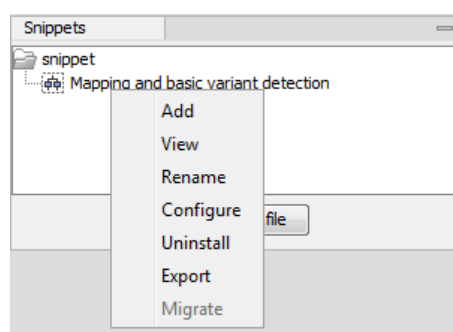 Snippets
snippet
Mapping and basic variant detection
Add
View
Rename
Configure
file
Uninstall
Export
Migrate